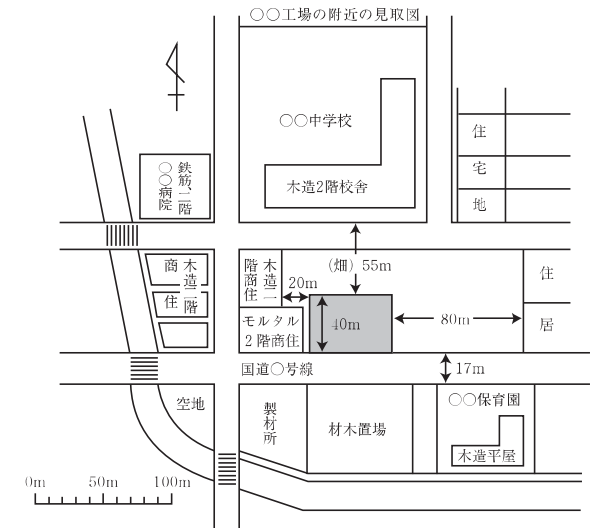 ○○工場の附近の見取図
○○中学校
木造2階校舎
住
宅
地
鉄筋、二階
○○病院
商
住
木造二階
木造二
階商住
モルタル
2階商住
20m
(畑) 55m
40m
80m
住
居
17m
国道○号線
空地
製材所
材木置場
○○保育園
木造平屋
0m 50m 100m